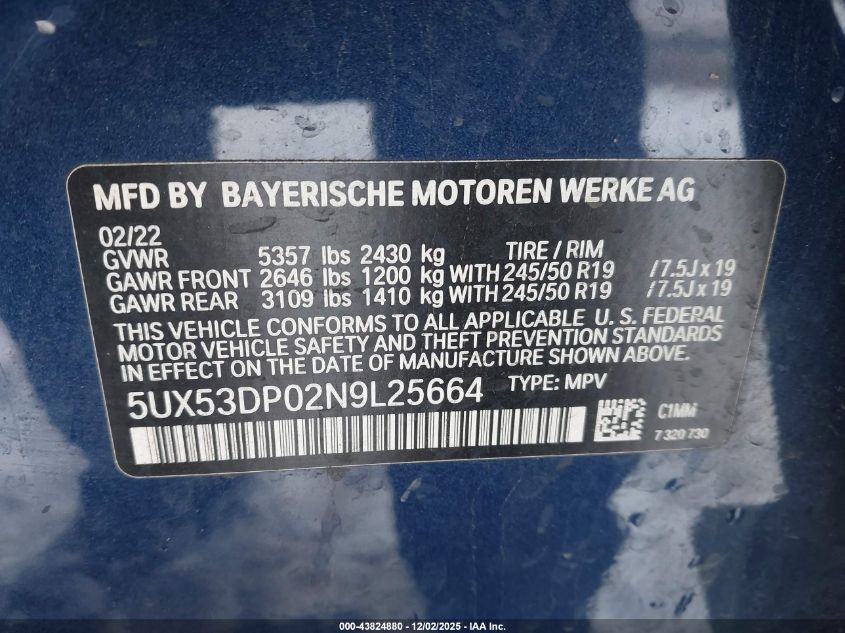 MFD BY BAYERISCHE MOTOREN WERKE AG
02/22
GVWR 5357 lbs 2430 kg TIRE / RIM
GAWR FRONT 2646 lbs 1200 kg WITH 245/50 R19 /7.5J x 19
GAWR REAR 3109 lbs 1410 kg WITH 245/50 R19 /7.5J x 19
THIS VEHICLE CONFORMS TO ALL APPLICABLE U. S. FEDERAL
MOTOR VEHICLE SAFETY AND THEFT PREVENTION STANDARDS
IN EFFECT ON THE DATE OF MANUFACTURE SHOWN ABOVE.
5UX53DP02N9L25664 TYPE: MPV
C1MM
7 320 730
000-43824880 - 12/02/2025 - IAA Inc.